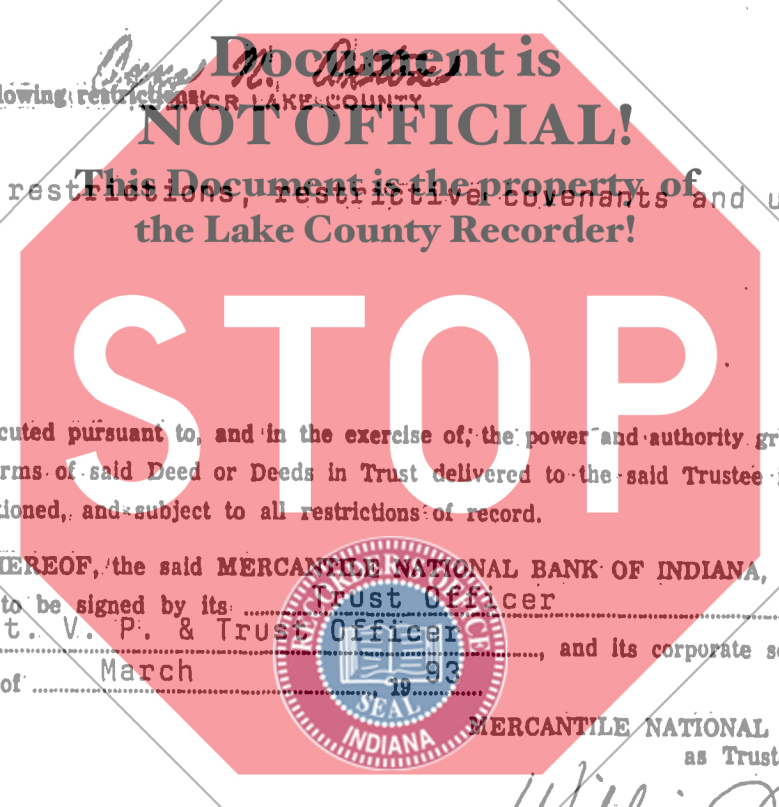 Document is
lowing restrictions
LAKE COUNTY
NOT OFFICIAL!
This Document is the property of
restrictions, restrictive covenants and u
the Lake County Recorder!
STOP
cuted pursuant to, and in the exercise of, the power and authority gr
rms of said Deed or Deeds in Trust delivered to the said Trustee
tioned, and subject to all restrictions of record.
HEREOF, the said MERCANTILE NATIONAL BANK OF INDIANA,
to be signed by its Trust Officer
t. V. P. & Trust Officer, and its corporate se
of March, 19 93
RECORDER'S OFFICE
SEAL
INDIANA
MERCANTILE NATIONAL
as Trust